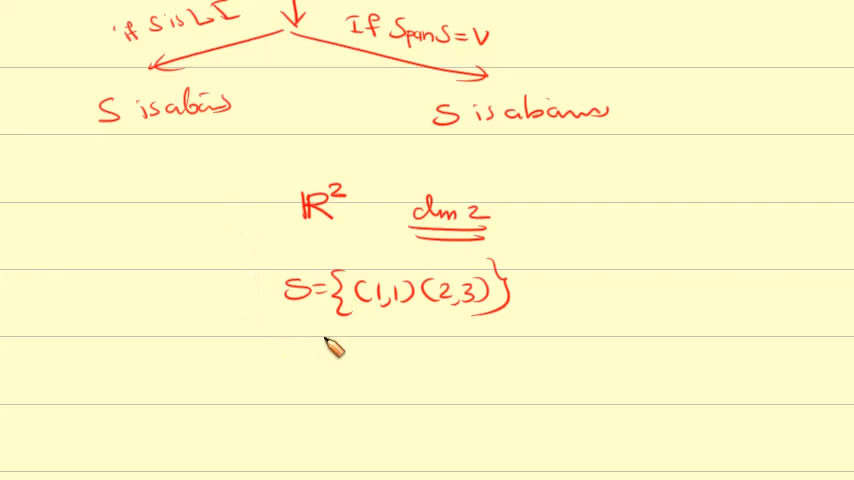 if S is LI If Span S = V
S is a basis S is a basis
ℝ² dim 2
S={(1,1)(2,3)}